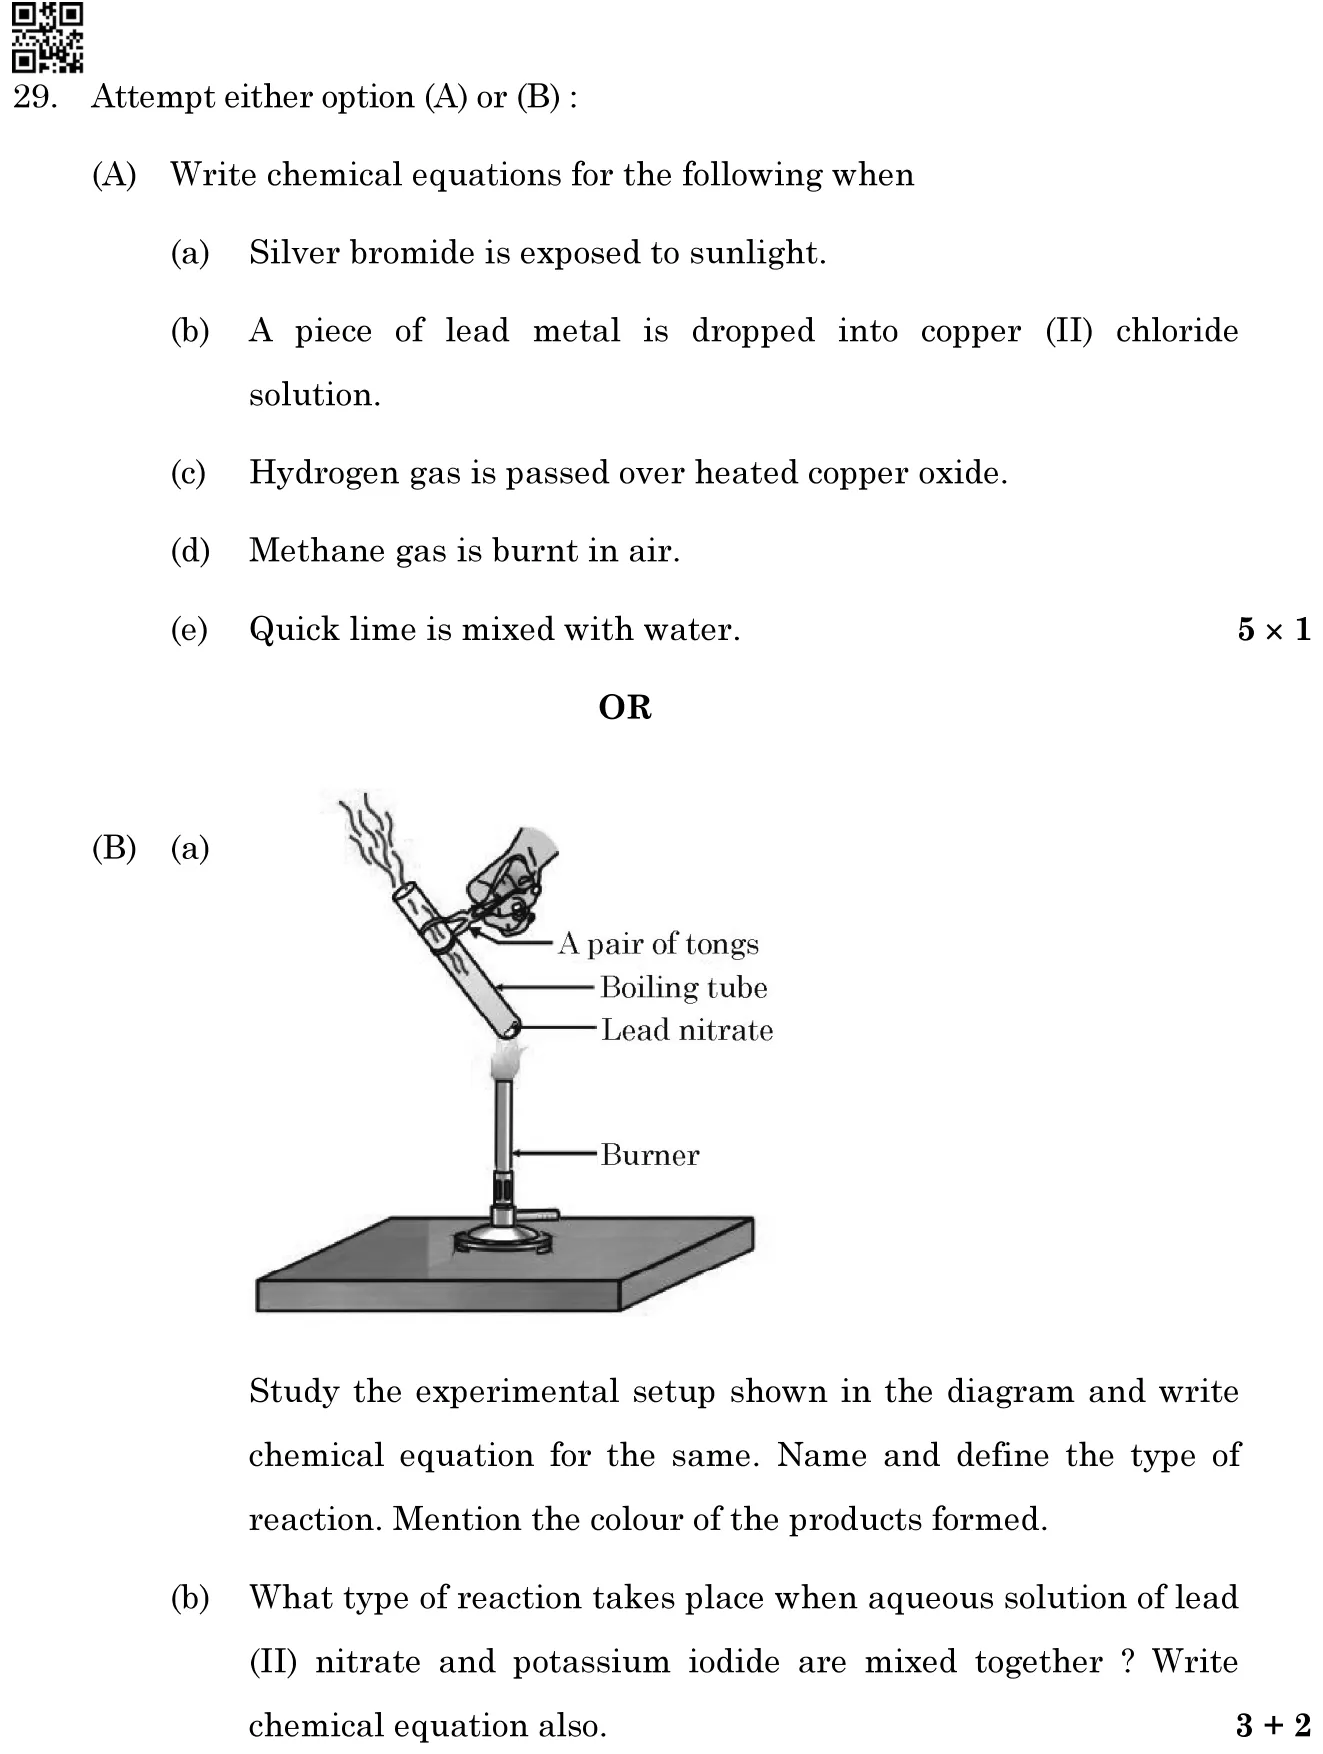 29. Attempt either option (A) or (B) :
(A) Write chemical equations for the following when
(a) Silver bromide is exposed to sunlight.
(b) A piece of lead metal is dropped into copper (II) chloride
solution.
(c) Hydrogen gas is passed over heated copper oxide.
(d) Methane gas is burnt in air.
(e) Quick lime is mixed with water. 5 × 1
OR
(B) (a)
A pair of tongs
Boiling tube
Lead nitrate
Burner
Study the experimental setup shown in the diagram and write
chemical equation for the same. Name and define the type of
reaction. Mention the colour of the products formed.
(b) What type of reaction takes place when aqueous solution of lead
(II) nitrate and potassium iodide are mixed together ? Write
chemical equation also. 3 + 2